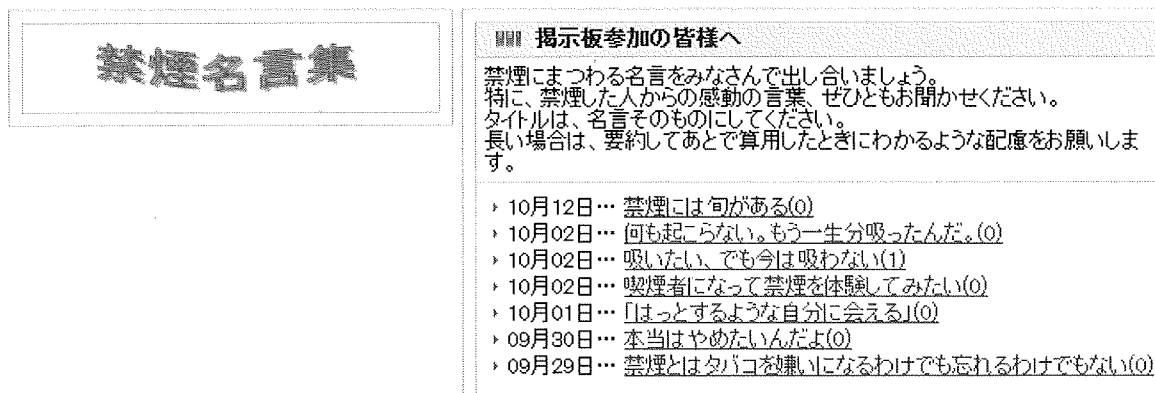 禁煙名言集
掲示板参加の皆様へ
禁煙にまつわる名言をみなさんで出し合いましょう。
特に、禁煙した人からの感動の言葉、ぜひともお聞かせください。
タイトルは、名言そのものにしてください。
長い場合は、要約してあとで算用したときにわかるような配慮をお願いしま
す。
10月12日… 禁煙には旬がある(0)
10月02日… 何も起こらない。もう一生分吸ったんだ。(0)
10月02日… 吸いたい、でも今は吸わない(1)
10月02日… 喫煙者になって禁煙を体験してみたい(0)
10月01日… 「はっとするような自分に会える」(0)
09月30日… 本当はやめたいんだよ(0)
09月29日… 禁煙とはタバコを嫌いになるわけでも忘れるわけでもない(0)